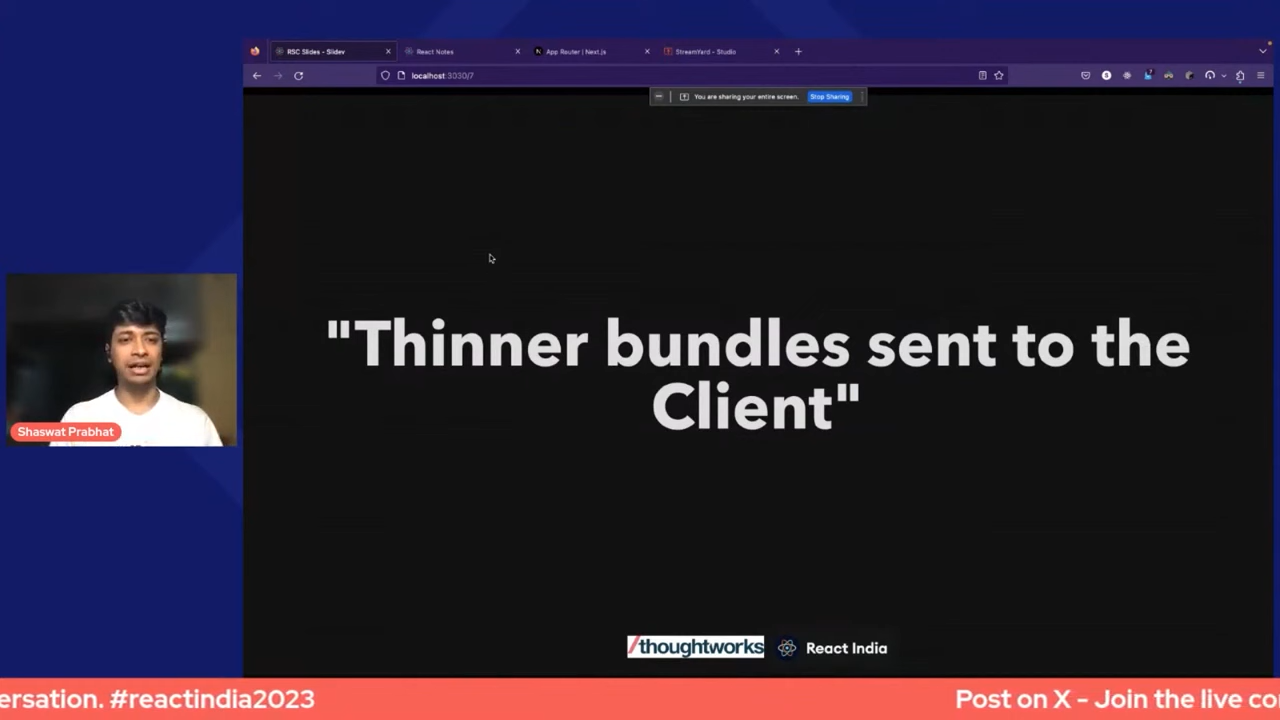 RSC Slides - Slidev
React Notes
App Router | Next.js
StreamYard - Studio
localhost:3030/7
You are sharing your entire screen.
Stop Sharing
"Thinner bundles sent to the
Client"
Shaswat Prabhat
/thoughtworks
React India
ersation. #reactindia2023
Post on X - Join the live co